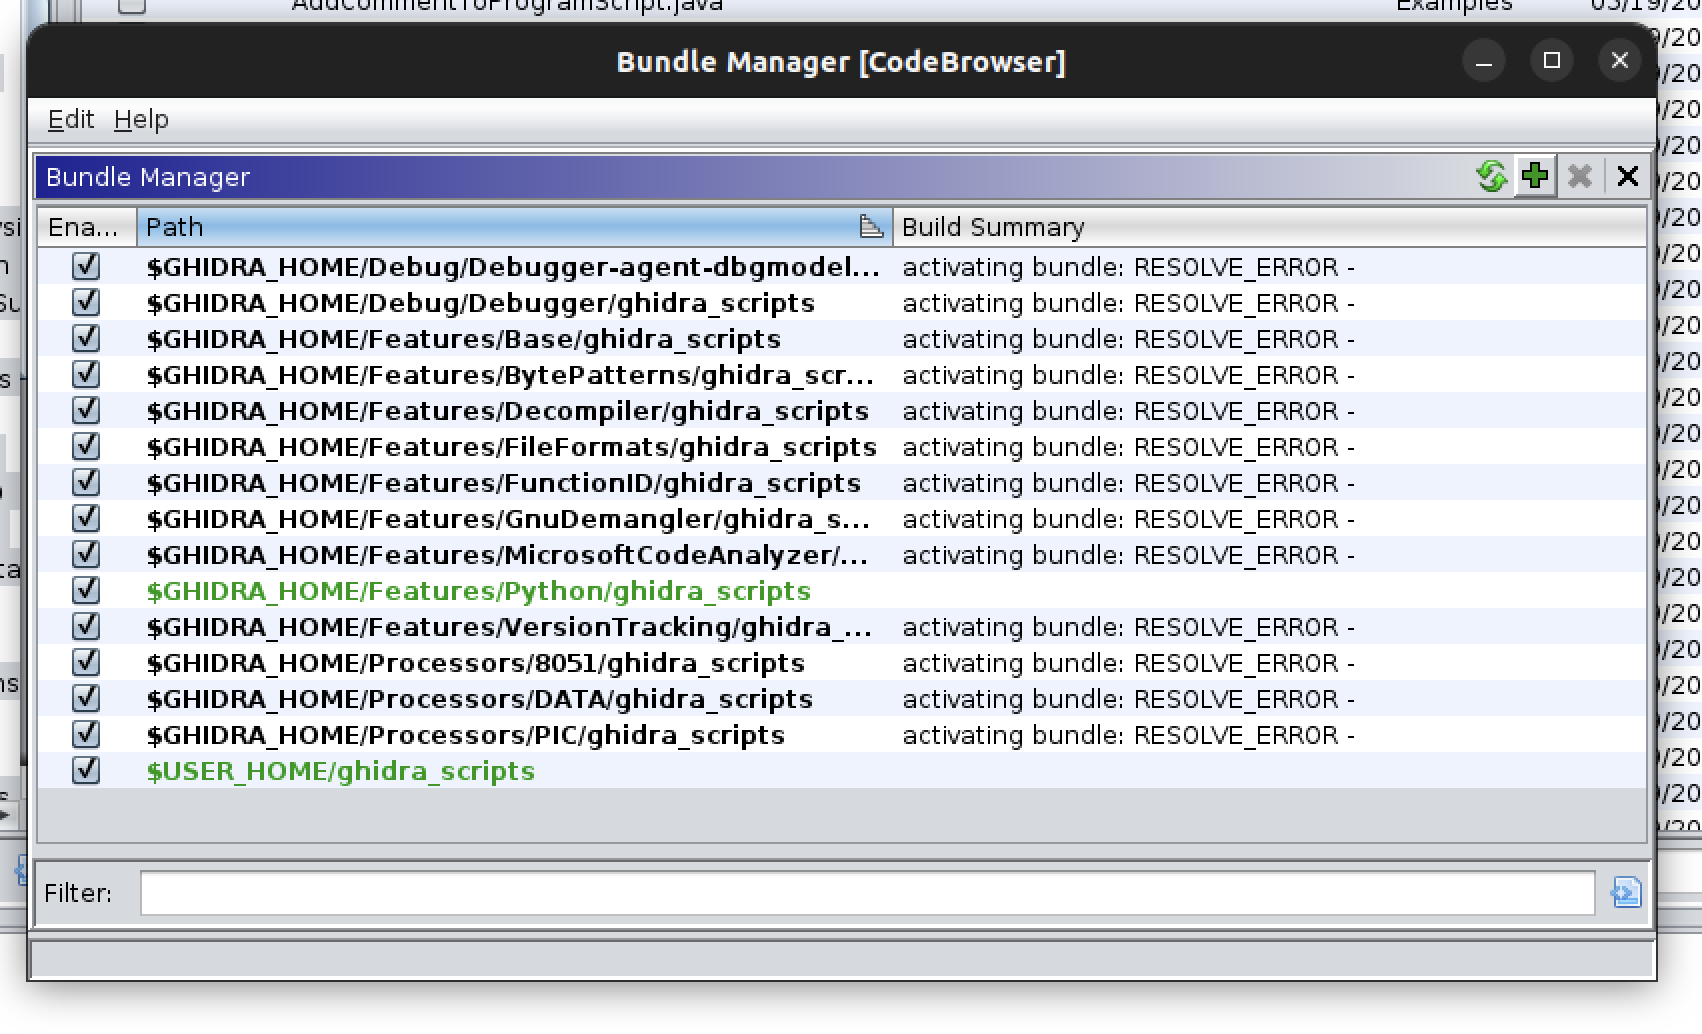 AddCommentToProgramScript.java Examples
Bundle Manager [CodeBrowser]
Edit Help
Bundle Manager
Ena... Path Build Summary
$GHIDRA_HOME/Debug/Debugger-agent-dbgmodel... activating bundle: RESOLVE_ERROR -
$GHIDRA_HOME/Debug/Debugger/ghidra_scripts activating bundle: RESOLVE_ERROR -
$GHIDRA_HOME/Features/Base/ghidra_scripts activating bundle: RESOLVE_ERROR -
$GHIDRA_HOME/Features/BytePatterns/ghidra_scr... activating bundle: RESOLVE_ERROR -
$GHIDRA_HOME/Features/Decompiler/ghidra_scripts activating bundle: RESOLVE_ERROR -
$GHIDRA_HOME/Features/FileFormats/ghidra_scripts activating bundle: RESOLVE_ERROR -
$GHIDRA_HOME/Features/FunctionID/ghidra_scripts activating bundle: RESOLVE_ERROR -
$GHIDRA_HOME/Features/GnuDemangler/ghidra_s... activating bundle: RESOLVE_ERROR -
$GHIDRA_HOME/Features/MicrosoftCodeAnalyzer/... activating bundle: RESOLVE_ERROR -
$GHIDRA_HOME/Features/Python/ghidra_scripts
$GHIDRA_HOME/Features/VersionTracking/ghidra_... activating bundle: RESOLVE_ERROR -
$GHIDRA_HOME/Processors/8051/ghidra_scripts activating bundle: RESOLVE_ERROR -
$GHIDRA_HOME/Processors/DATA/ghidra_scripts activating bundle: RESOLVE_ERROR -
$GHIDRA_HOME/Processors/PIC/ghidra_scripts activating bundle: RESOLVE_ERROR -
$USER_HOME/ghidra_scripts
Filter: